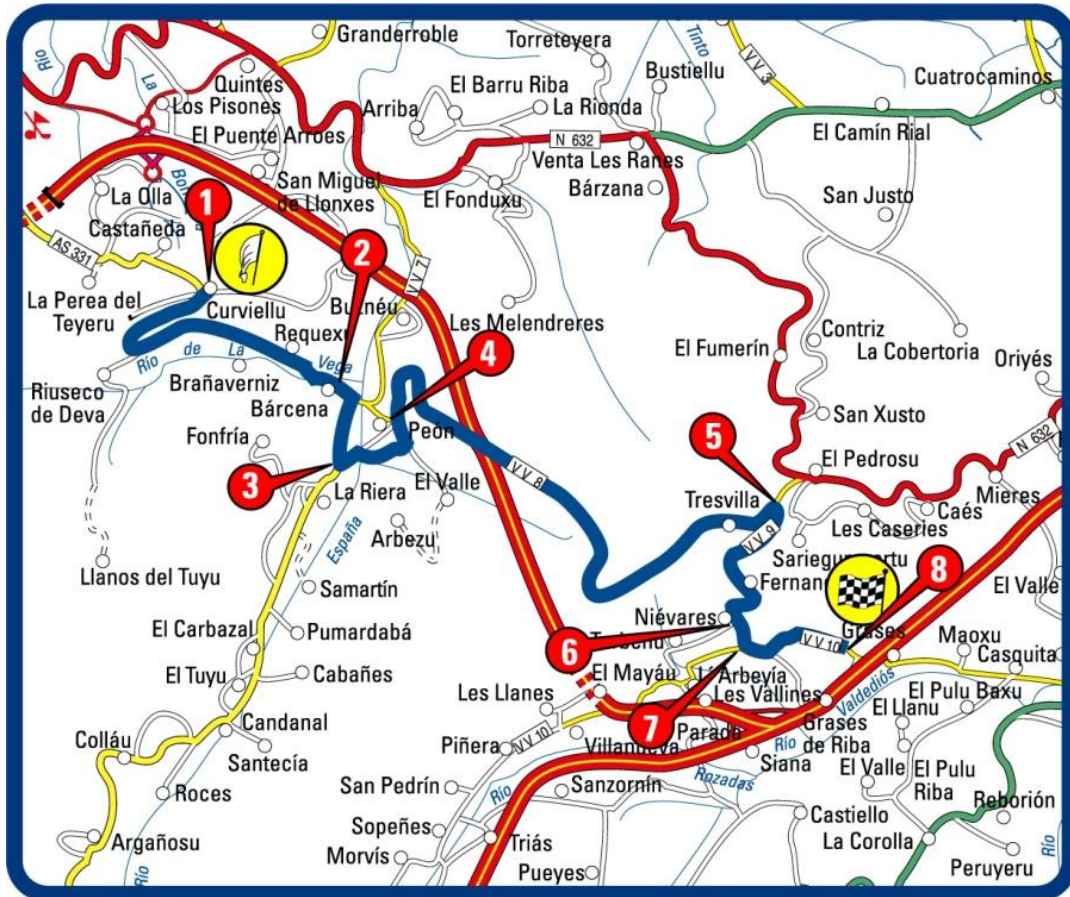 Granderroble
Torreteyera
Tinto
VV 3
Río
La
Quintes
Los Pisones
El Barru Riba
Bustiellu
Cuatrocaminos
Arriba
La Rionda
El Puente Arroes
N 632
El Camín Rial
Venta Les Ranes
Bárzana
San Miguel
de Llonxes
La Olla
1
El Fonduxu
San Justo
Castañeda
AS 331
2
VV 7
La Perea del
Teyeru
Curviellu
Les Melendreres
Requexu
4
Contriz
La Cobertoria
El Fumerín
Oriyés
Río de La Vega
Riuseco
de Deva
Brañaverniz
Bárcena
San Xusto
Fonfría
Peón
5
N 632
El Pedrosu
3
VV 8
Mieres
La Riera
El Valle
Tresvilla
Caés
Les Caseries
España
Arbezu
VV 9
Llanos del Tuyu
Samartín
8
El Valle
Niévares
El Carbazal
Pumardabá
6
VV 10
Grases
Maoxu
Casquita
El Tuyu
Cabañes
El Mayáu
L'Arbeyía
Les Llanes
Les Vallines
Valdediós
El Pulu Baxu
El Llanu
Candanal
7
Colláu
Santecía
Piñera
VV 10
Parada
Grases
de Riba
Río
Siana
San Pedrín
Río
Sanzornín
Rozadas
El Valle
El Pulu
Riba
Roces
Reborión
Sopeñes
Castiello
Argañosu
Triás
La Corolla
Morvís
Río
Pueyes
Peruyeru
Río